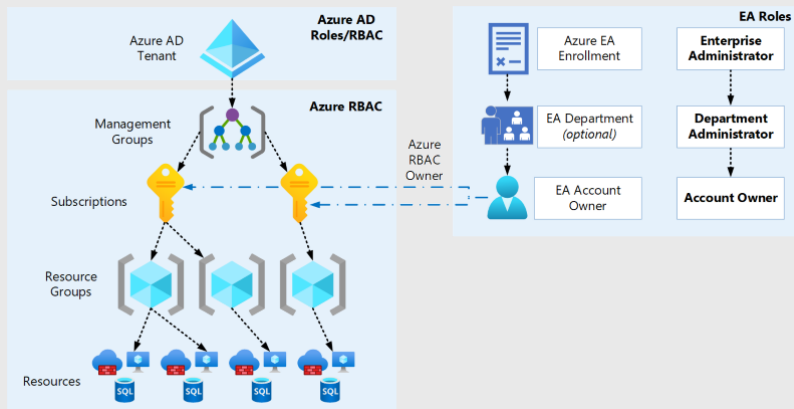 Azure AD
Roles/RBAC
Azure AD
Tenant
Azure RBAC
Management
Groups
Subscriptions
Resource
Groups
Resources
SQL
SQL
SQL
SQL
Azure
RBAC
Owner
EA Roles
Azure EA
Enrollment
Enterprise
Administrator
EA Department
(optional)
Department
Administrator
EA Account
Owner
Account Owner